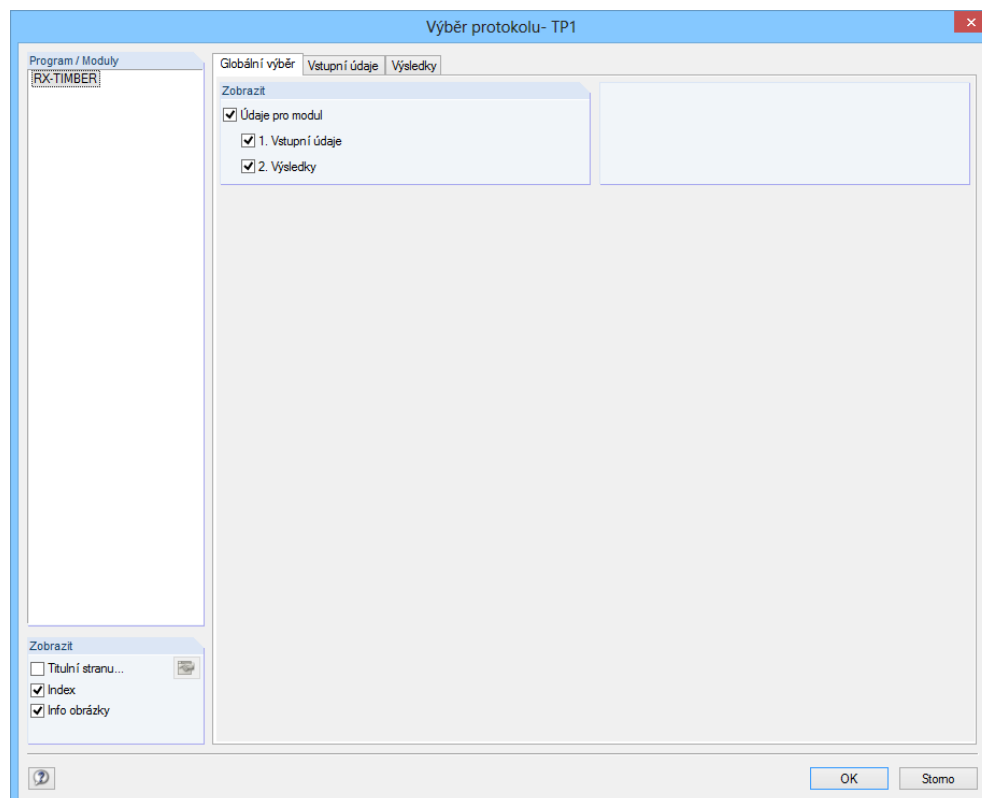 Výběr protokolu- TP1
Program / Moduly
RX-TIMBER
Globální výběr
Vstupní údaje
Výsledky
Zobrazit
Údaje pro modul
1. Vstupní údaje
2. Výsledky
Zobrazit
Titulní stranu...
Index
Info obrázky
OK
Storno